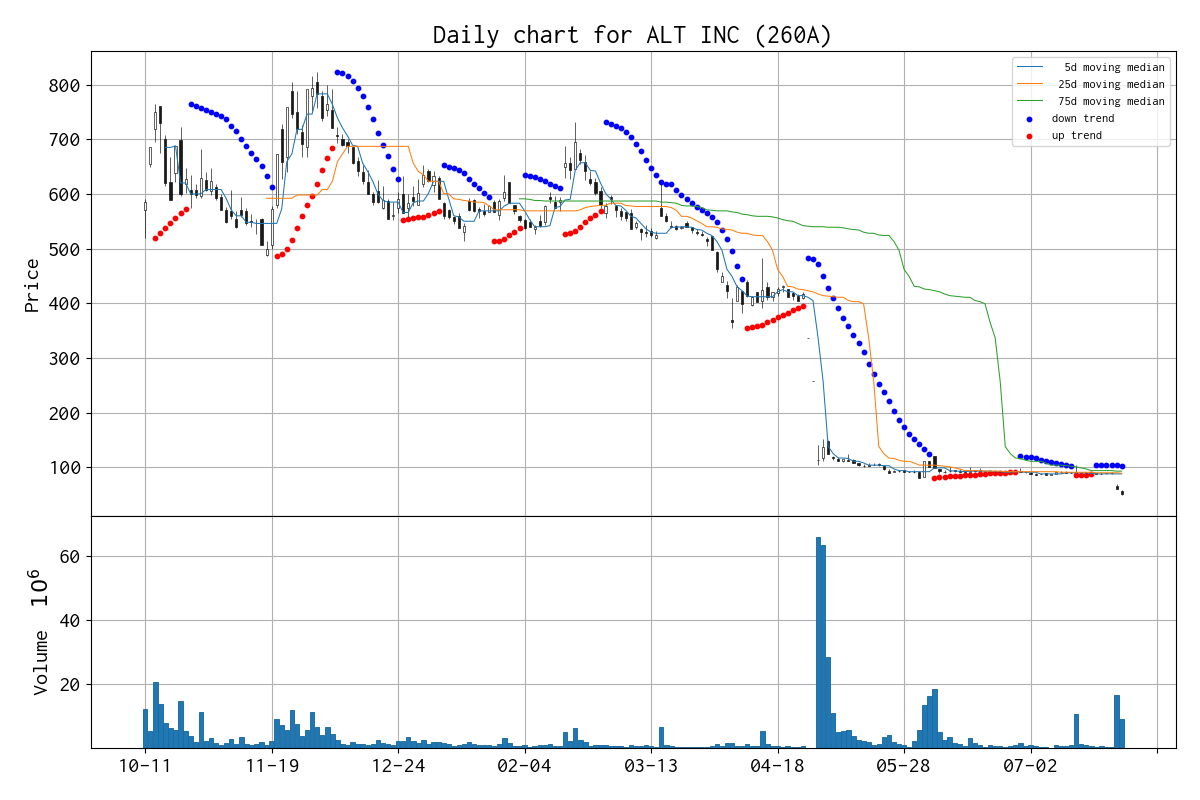 Daily chart for ALT INC (260A)
5d moving median
25d moving median
75d moving median
down trend
up trend
Price
800
700
600
500
400
300
200
100
Volume 10⁶
60
40
20
10-11 11-19 12-24 02-04 03-13 04-18 05-28 07-02